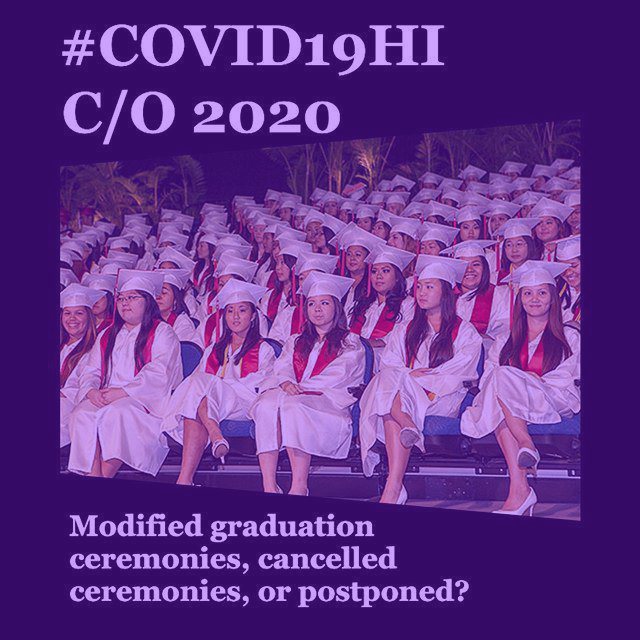 #COVID19HI
C/O 2020
Modified graduation
ceremonies, cancelled
ceremonies, or postponed?